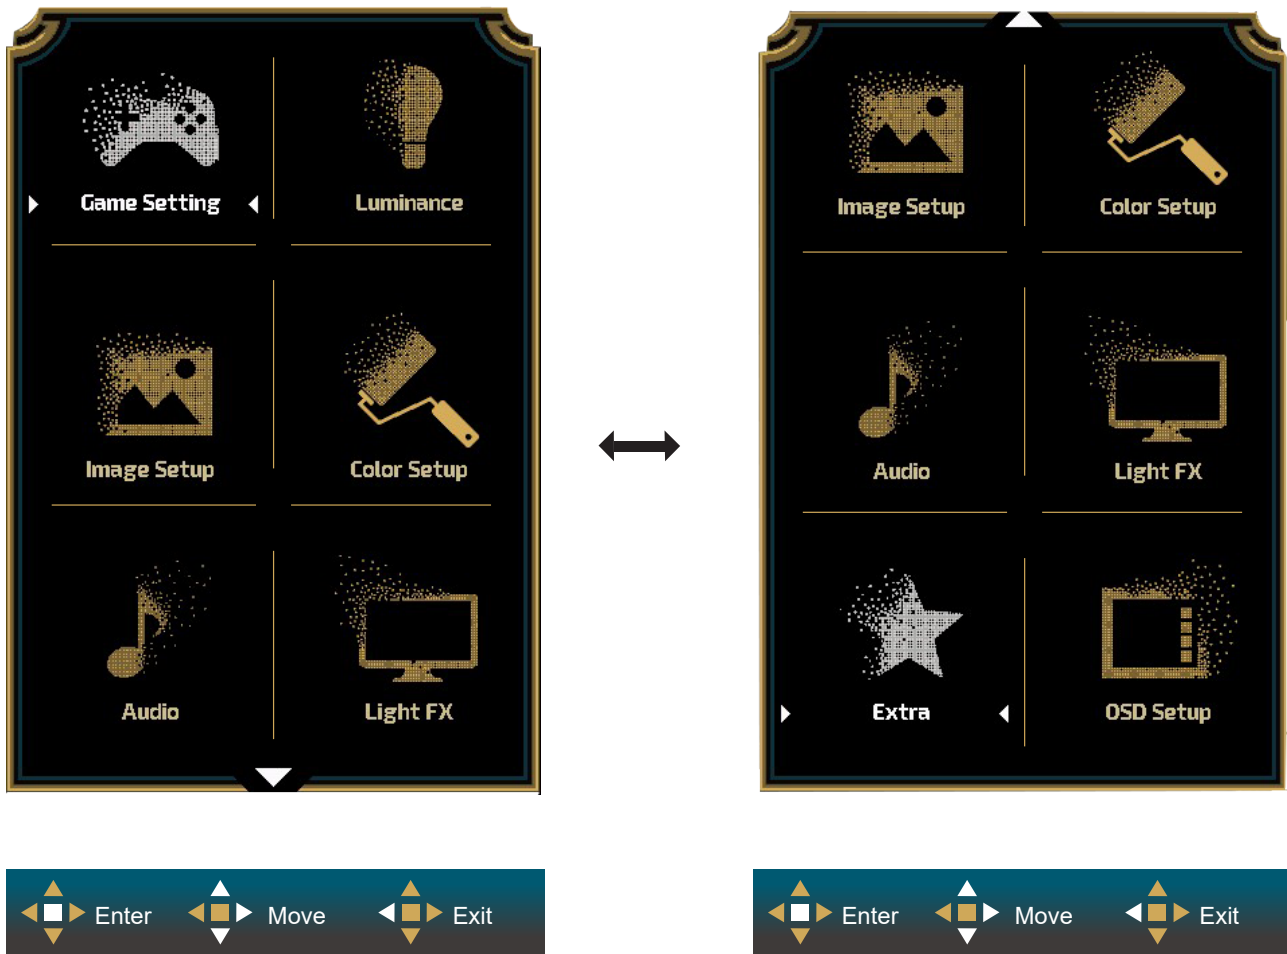 Game Setting
Luminance
Image Setup
Color Setup
Audio
Light FX
Enter
Move
Exit
Image Setup
Color Setup
Audio
Light FX
Extra
OSD Setup
Enter
Move
Exit